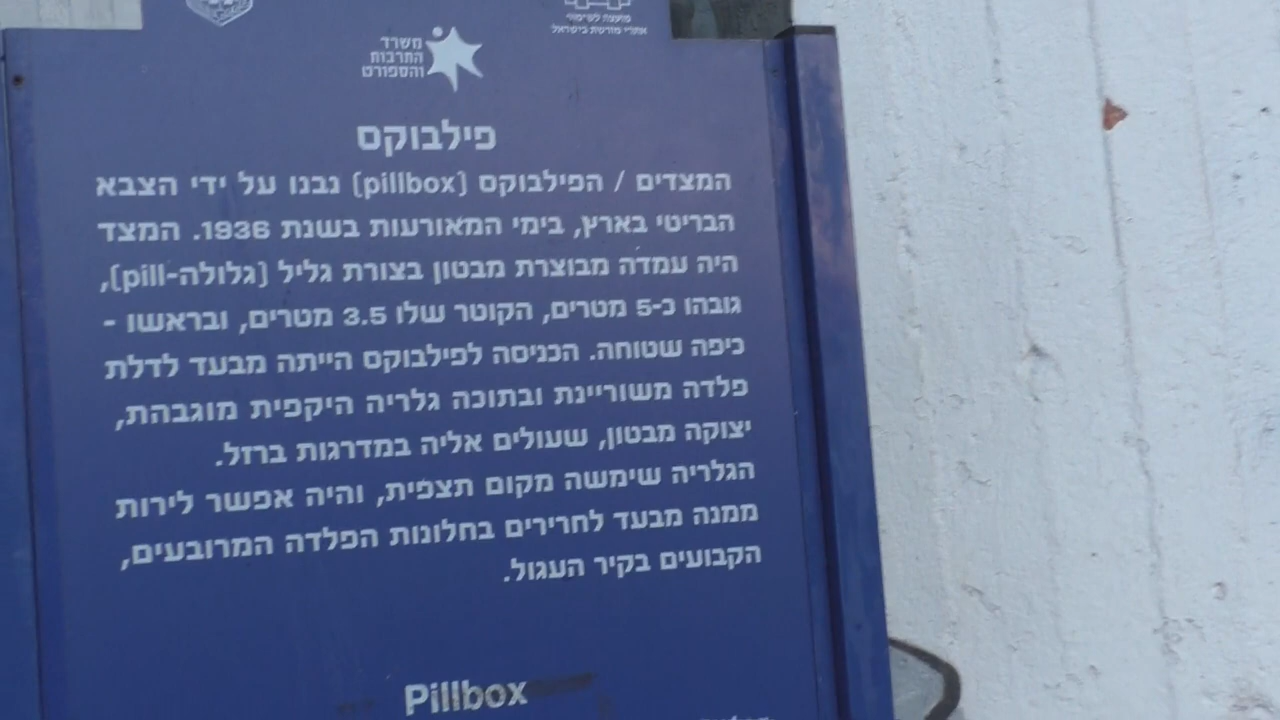 מועצה לשימור
אתרי מורשת בישראל
משרד
התרבות
והספורט
פילבוקס
המצדים / הפילבוקס (pillbox) נבנו על ידי הצבא
הבריטי בארץ, בימי המאורעות בשנת 1936. המצד
היה עמדה מבוצרת מבטון בצורת גליל (גלולה-pill),
גובהו כ-5 מטרים, הקוטר שלו 3.5 מטרים, ובראשו -
כיפה שטוחה. הכניסה לפילבוקס הייתה מבעד לדלת
פלדה משוריינת ובתוכה גלריה היקפית מוגבהת,
יצוקה מבטון, שעולים אליה במדרגות ברזל.
הגלריה שימשה מקום תצפית, והיה אפשר לירות
ממנה מבעד לחרירים בחלונות הפלדה המרובעים,
הקבועים בקיר העגול.
Pillbox